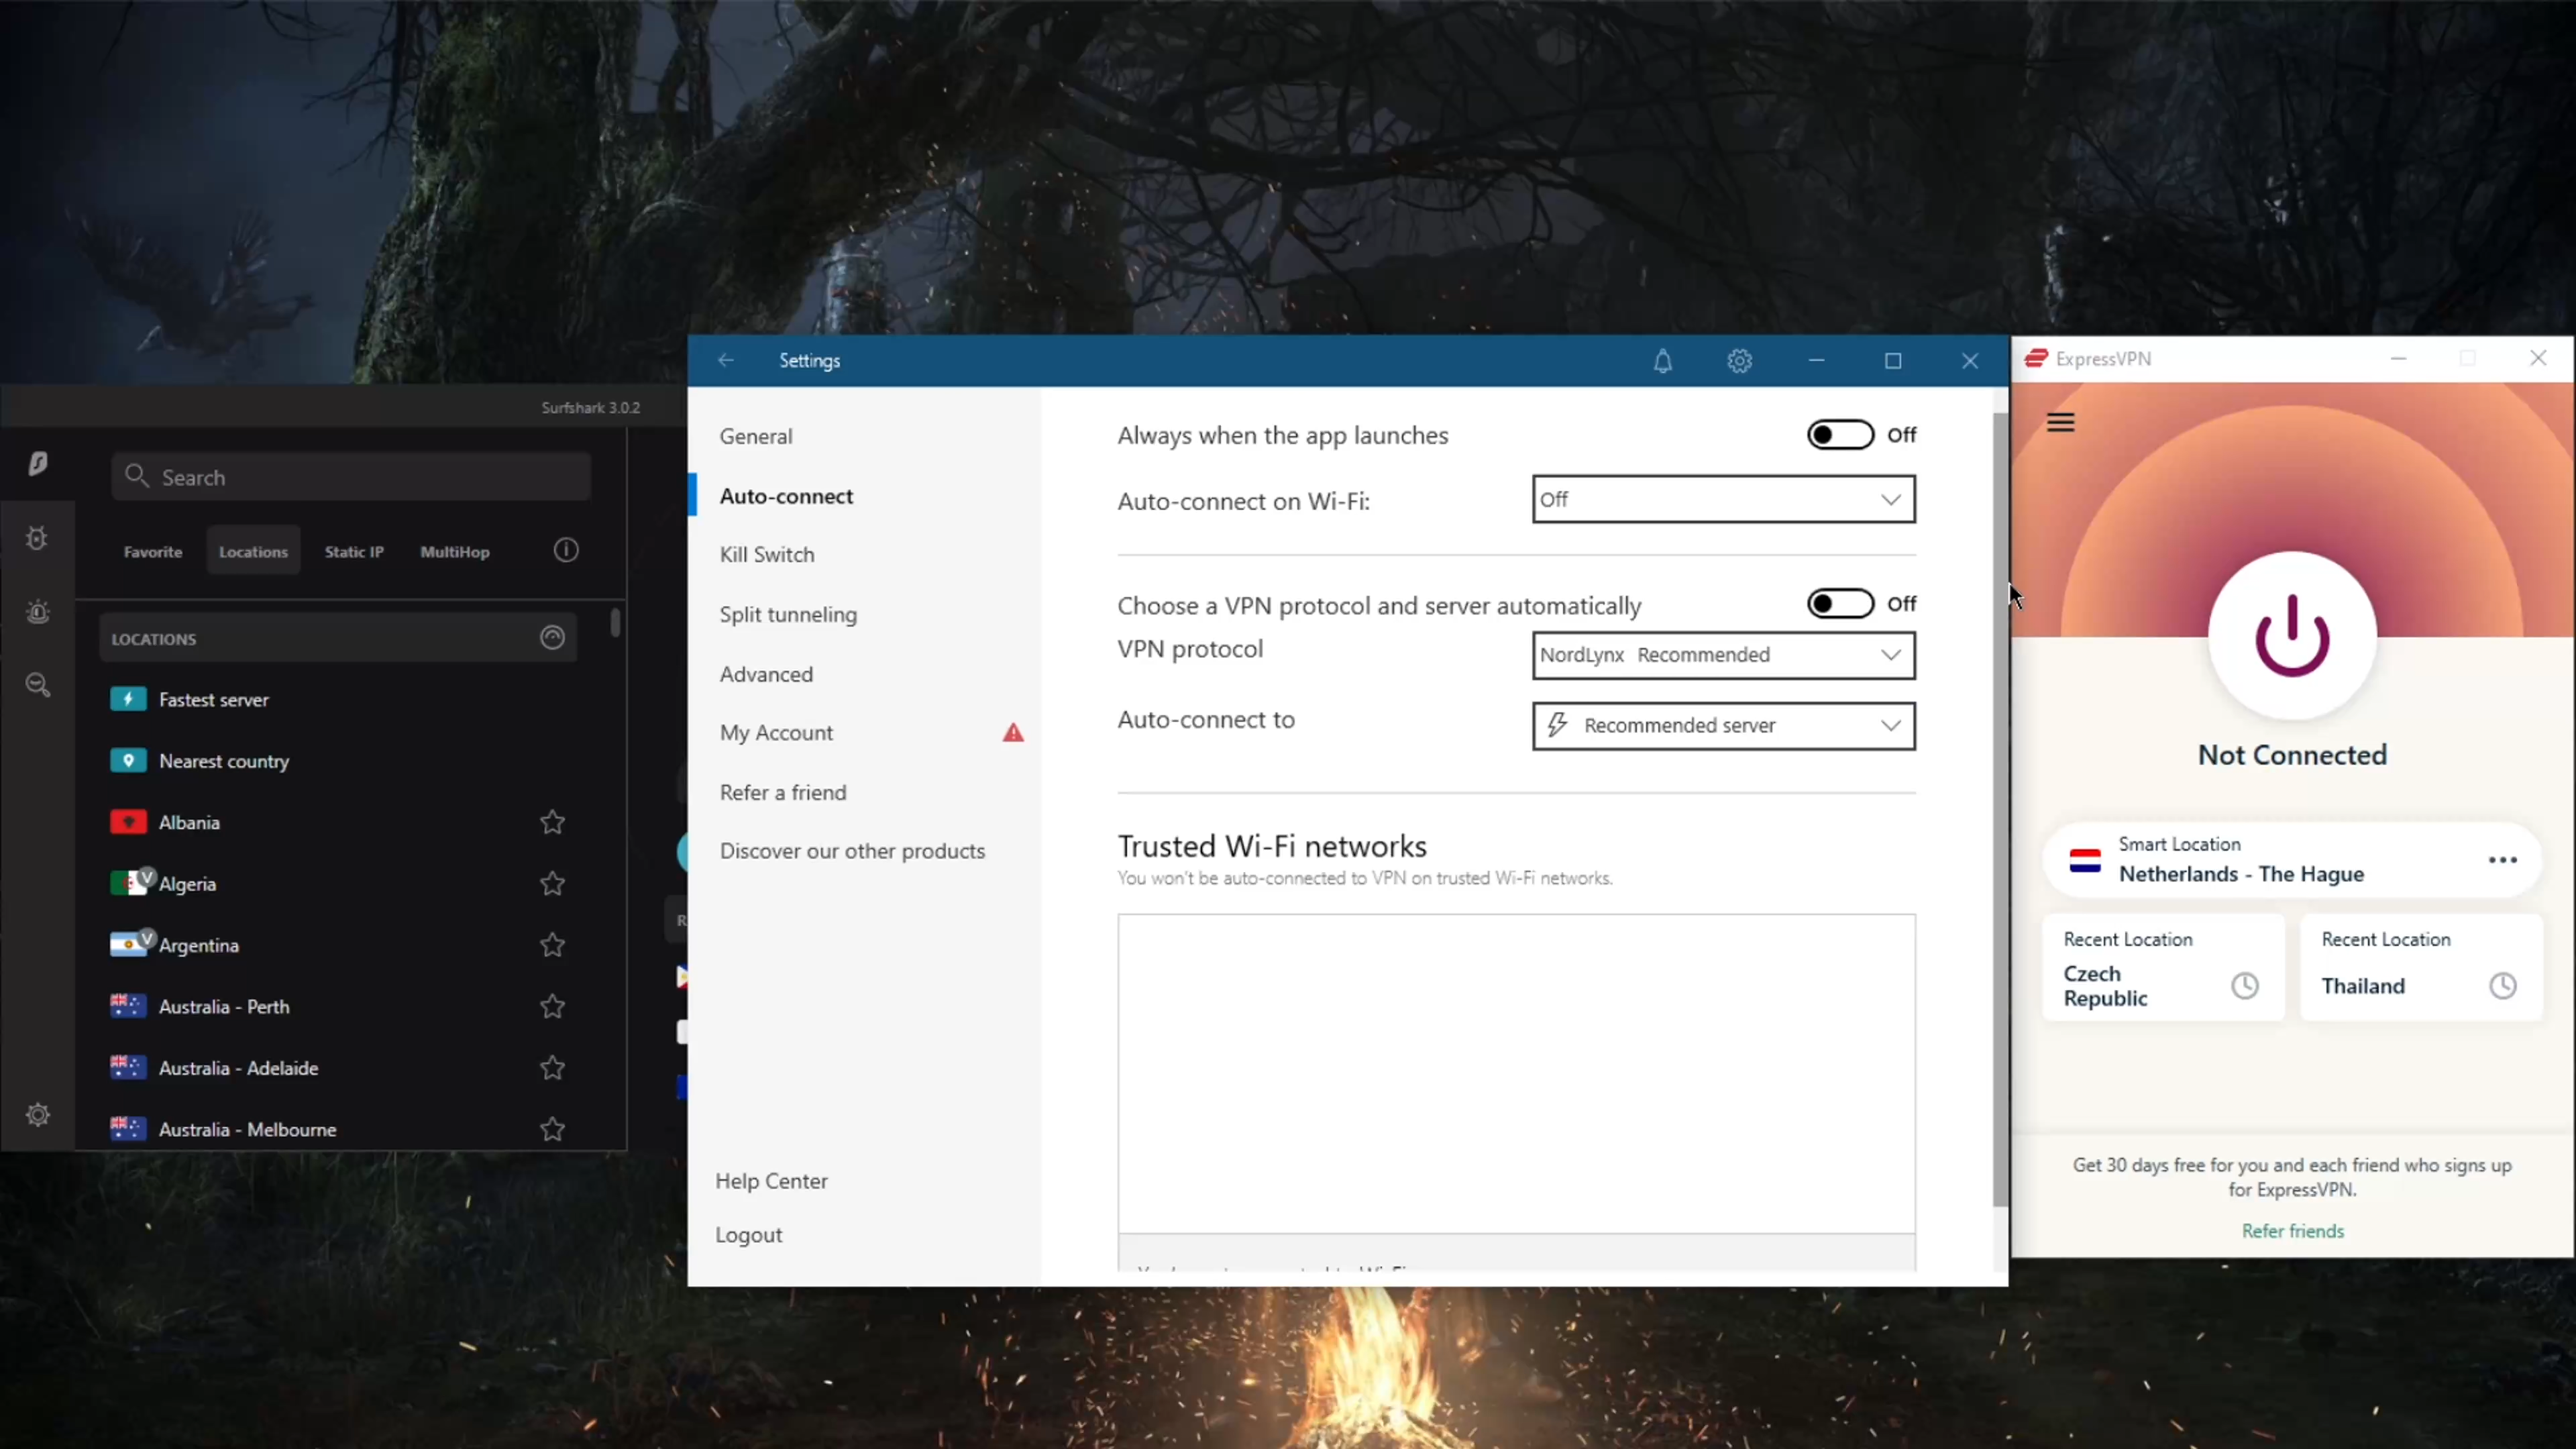 Surfshark 3.0.2
Search
Favorite
Locations
Static IP
MultiHop
LOCATIONS
Fastest server
Nearest country
Albania
V
Algeria
V
Argentina
Australia - Perth
Australia - Adelaide
Australia - Melbourne
R
Settings
General
Auto-connect
Kill Switch
Split tunneling
Advanced
My Account
Refer a friend
Discover our other products
Help Center
Logout
Always when the app launches
Off
Auto-connect on Wi-Fi:
Off
Choose a VPN protocol and server automatically
Off
VPN protocol
NordLynx Recommended
Auto-connect to
Recommended server
Trusted Wi-Fi networks
You won't be auto-connected to VPN on trusted Wi-Fi networks.
ExpressVPN
Not Connected
Smart Location
Netherlands - The Hague
Recent Location
Czech
Republic
Recent Location
Thailand
Get 30 days free for you and each friend who signs up
for ExpressVPN.
Refer friends